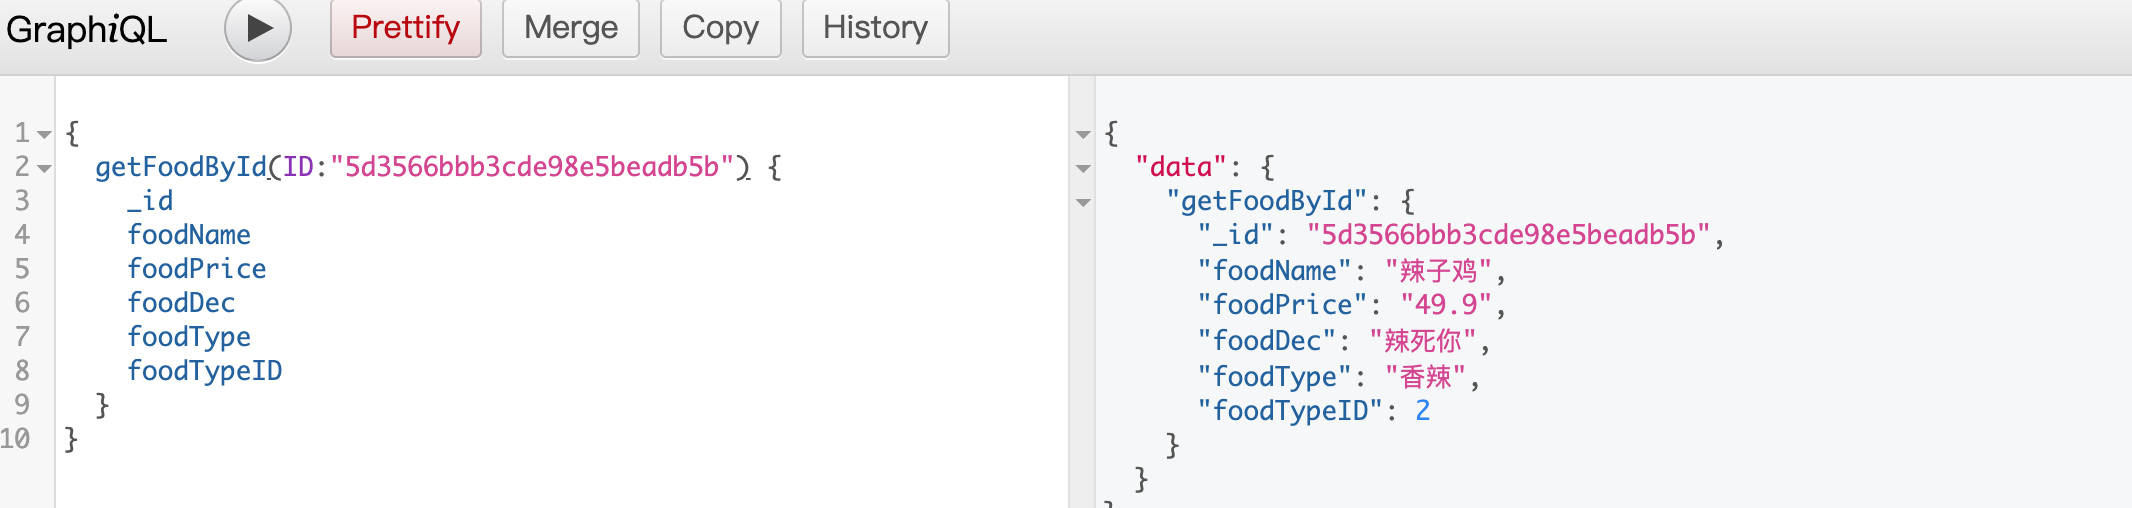 GraphiQL Prettify Merge Copy History
1 {
2 getFoodById(ID:"5d3566bbb3cde98e5beadb5b") {
3 _id
4 foodName
5 foodPrice
6 foodDec
7 foodType
8 foodTypeID
9 }
10 }
{
"data": {
"getFoodById": {
"_id": "5d3566bbb3cde98e5beadb5b",
"foodName": "辣子鸡",
"foodPrice": "49.9",
"foodDec": "辣死你",
"foodType": "香辣",
"foodTypeID": 2
}
}